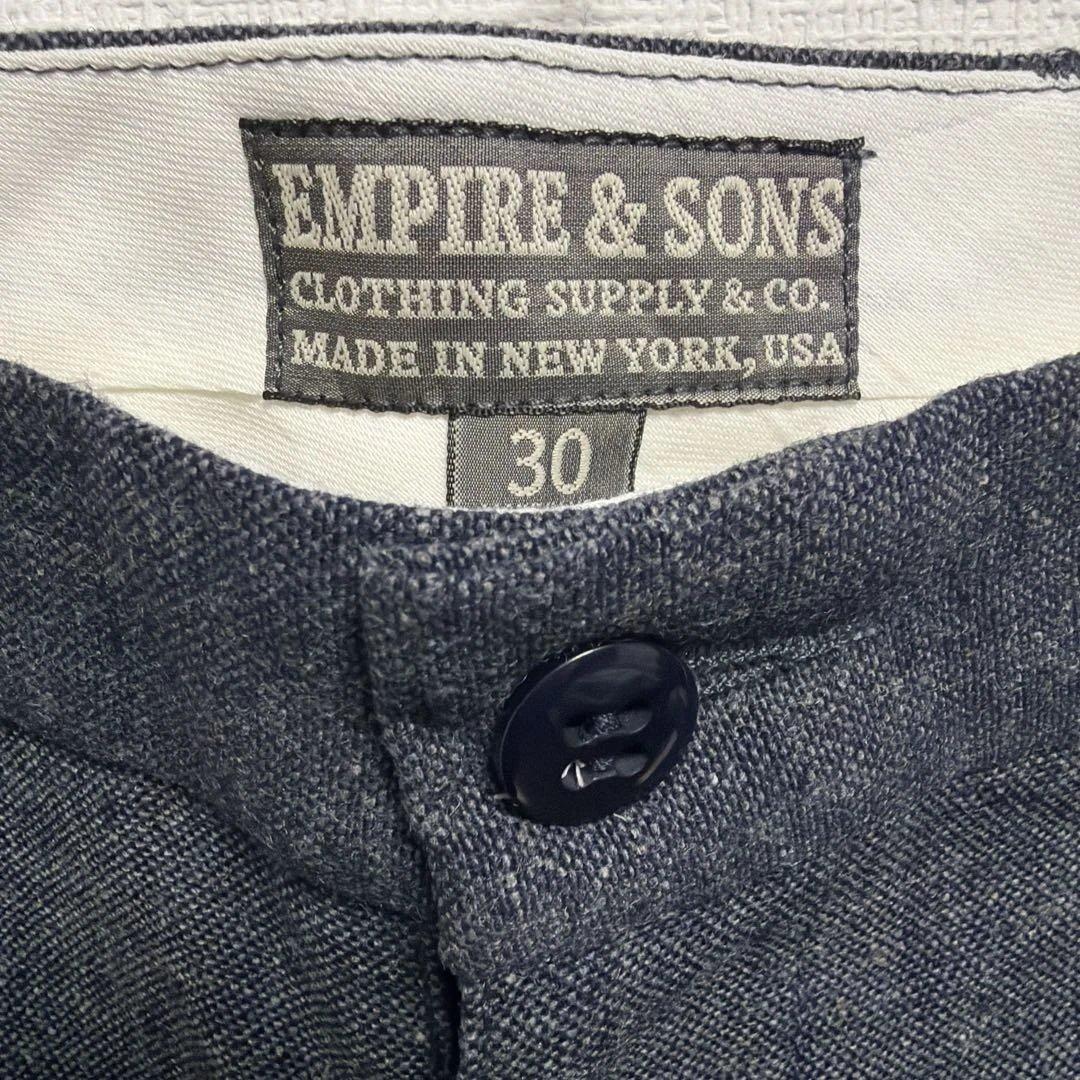 EMPIRE & SONS
CLOTHING SUPPLY & CO.
MADE IN NEW YORK, USA
30